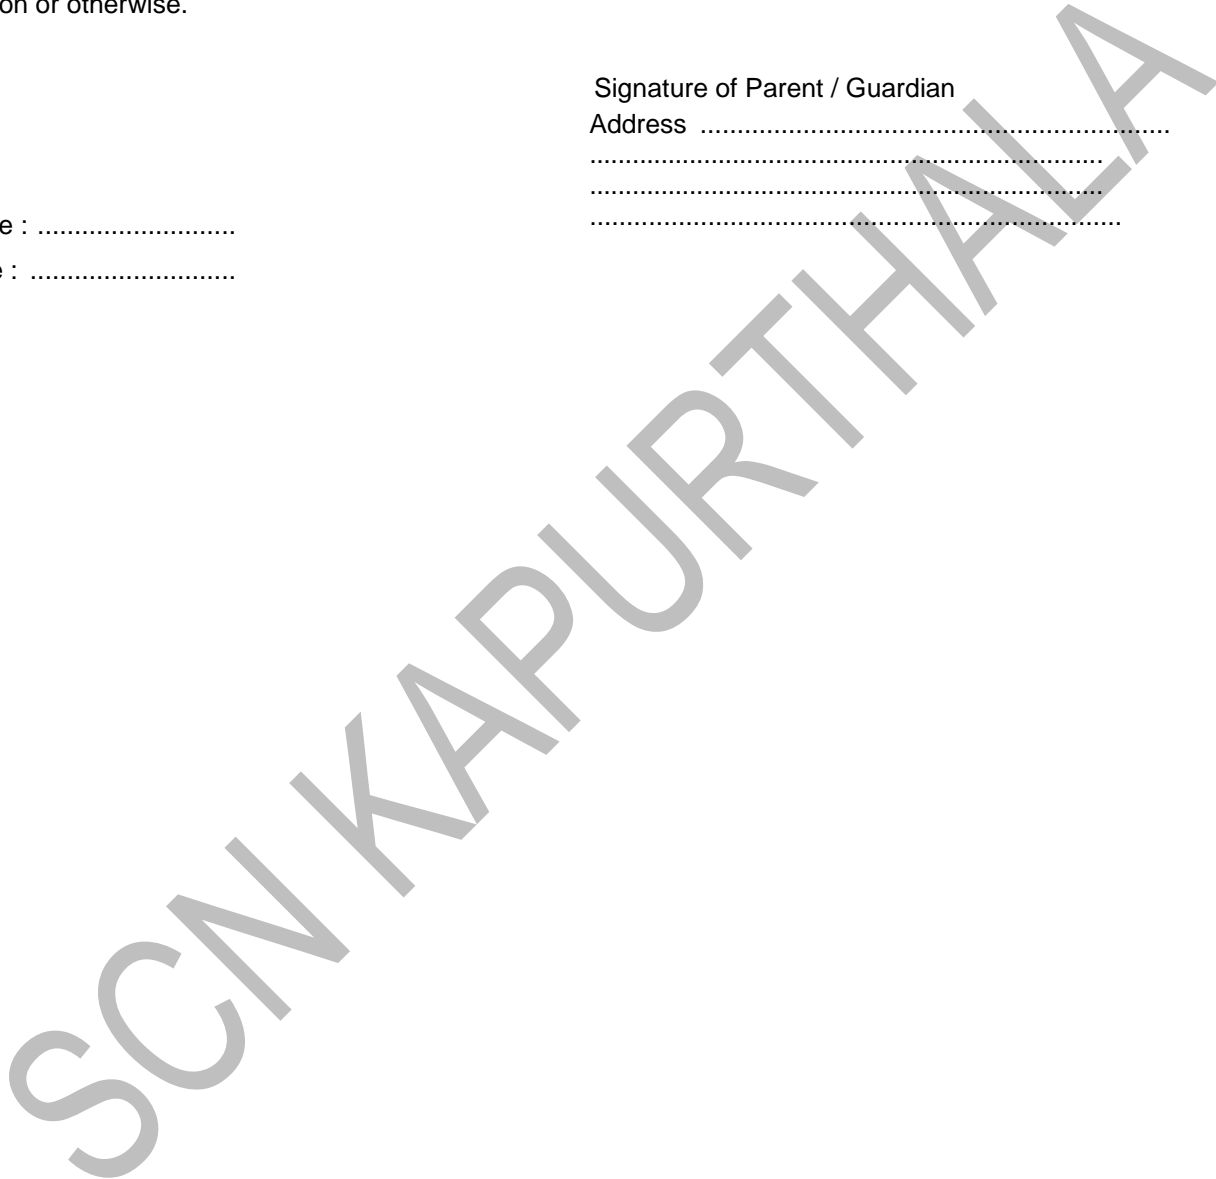 on or otherwise.
Signature of Parent / Guardian
Address ................................................................
......................................................................
......................................................................
e : ...........................
........................................................................
e : ............................
SCN KAPURTHALA